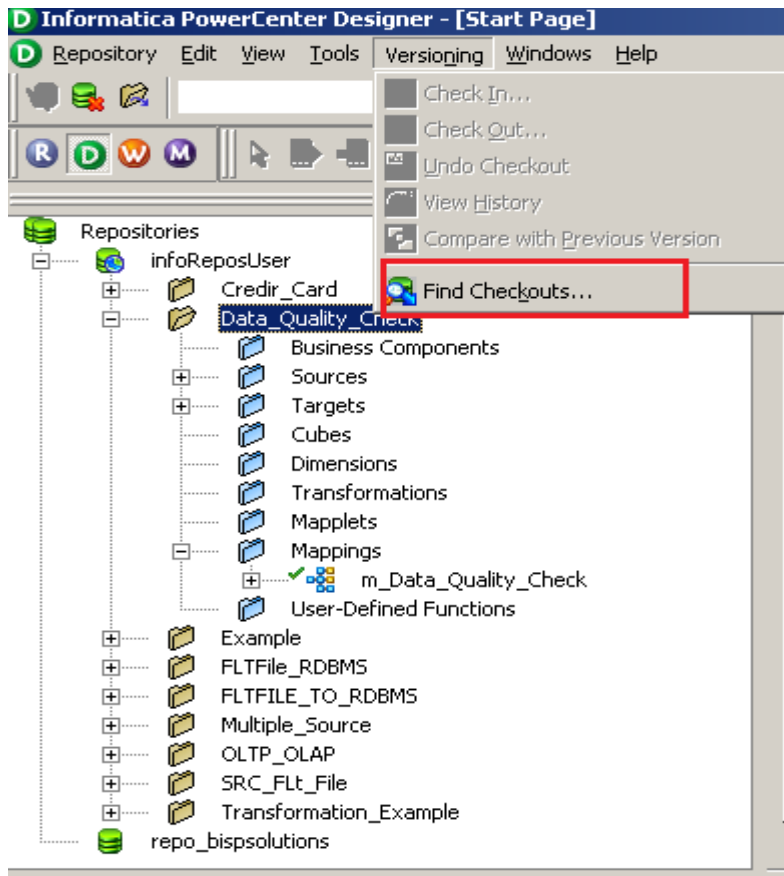 Informatica PowerCenter Designer - [Start Page]
Repository Edit View Tools Versioning Windows Help
Check In...
Check Out...
Undo Checkout
View History
Compare with Previous Version
Find Checkouts...
R D W M
Repositories
infoReposUser
Credir_Card
Data_Quality_Check
Business Components
Sources
Targets
Cubes
Dimensions
Transformations
Mapplets
Mappings
m_Data_Quality_Check
User-Defined Functions
Example
FLTFile_RDBMS
FLTFILE_TO_RDBMS
Multiple_Source
OLTP_OLAP
SRC_FLt_File
Transformation_Example
repo_bispsolutions